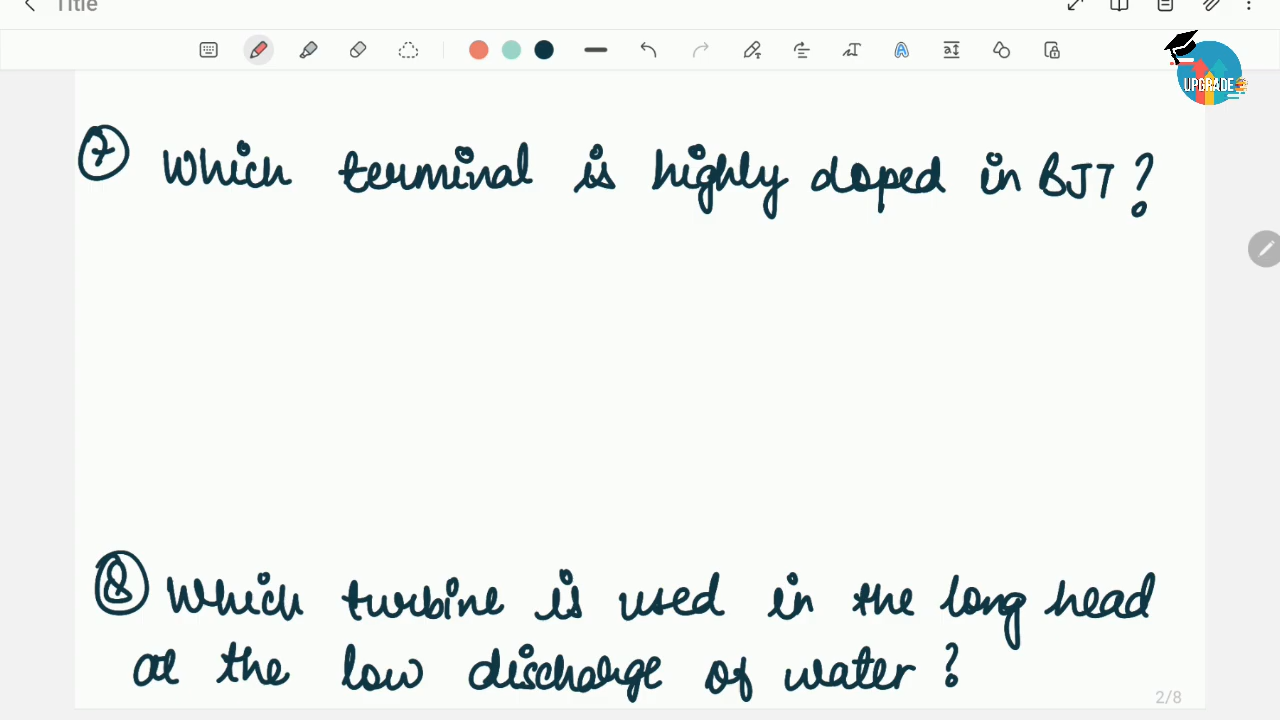 Title
UPGRADE
7 Which terminal is highly doped in BJT?
8 Which turbine is used in the long head
at the low discharge of water?
2/8